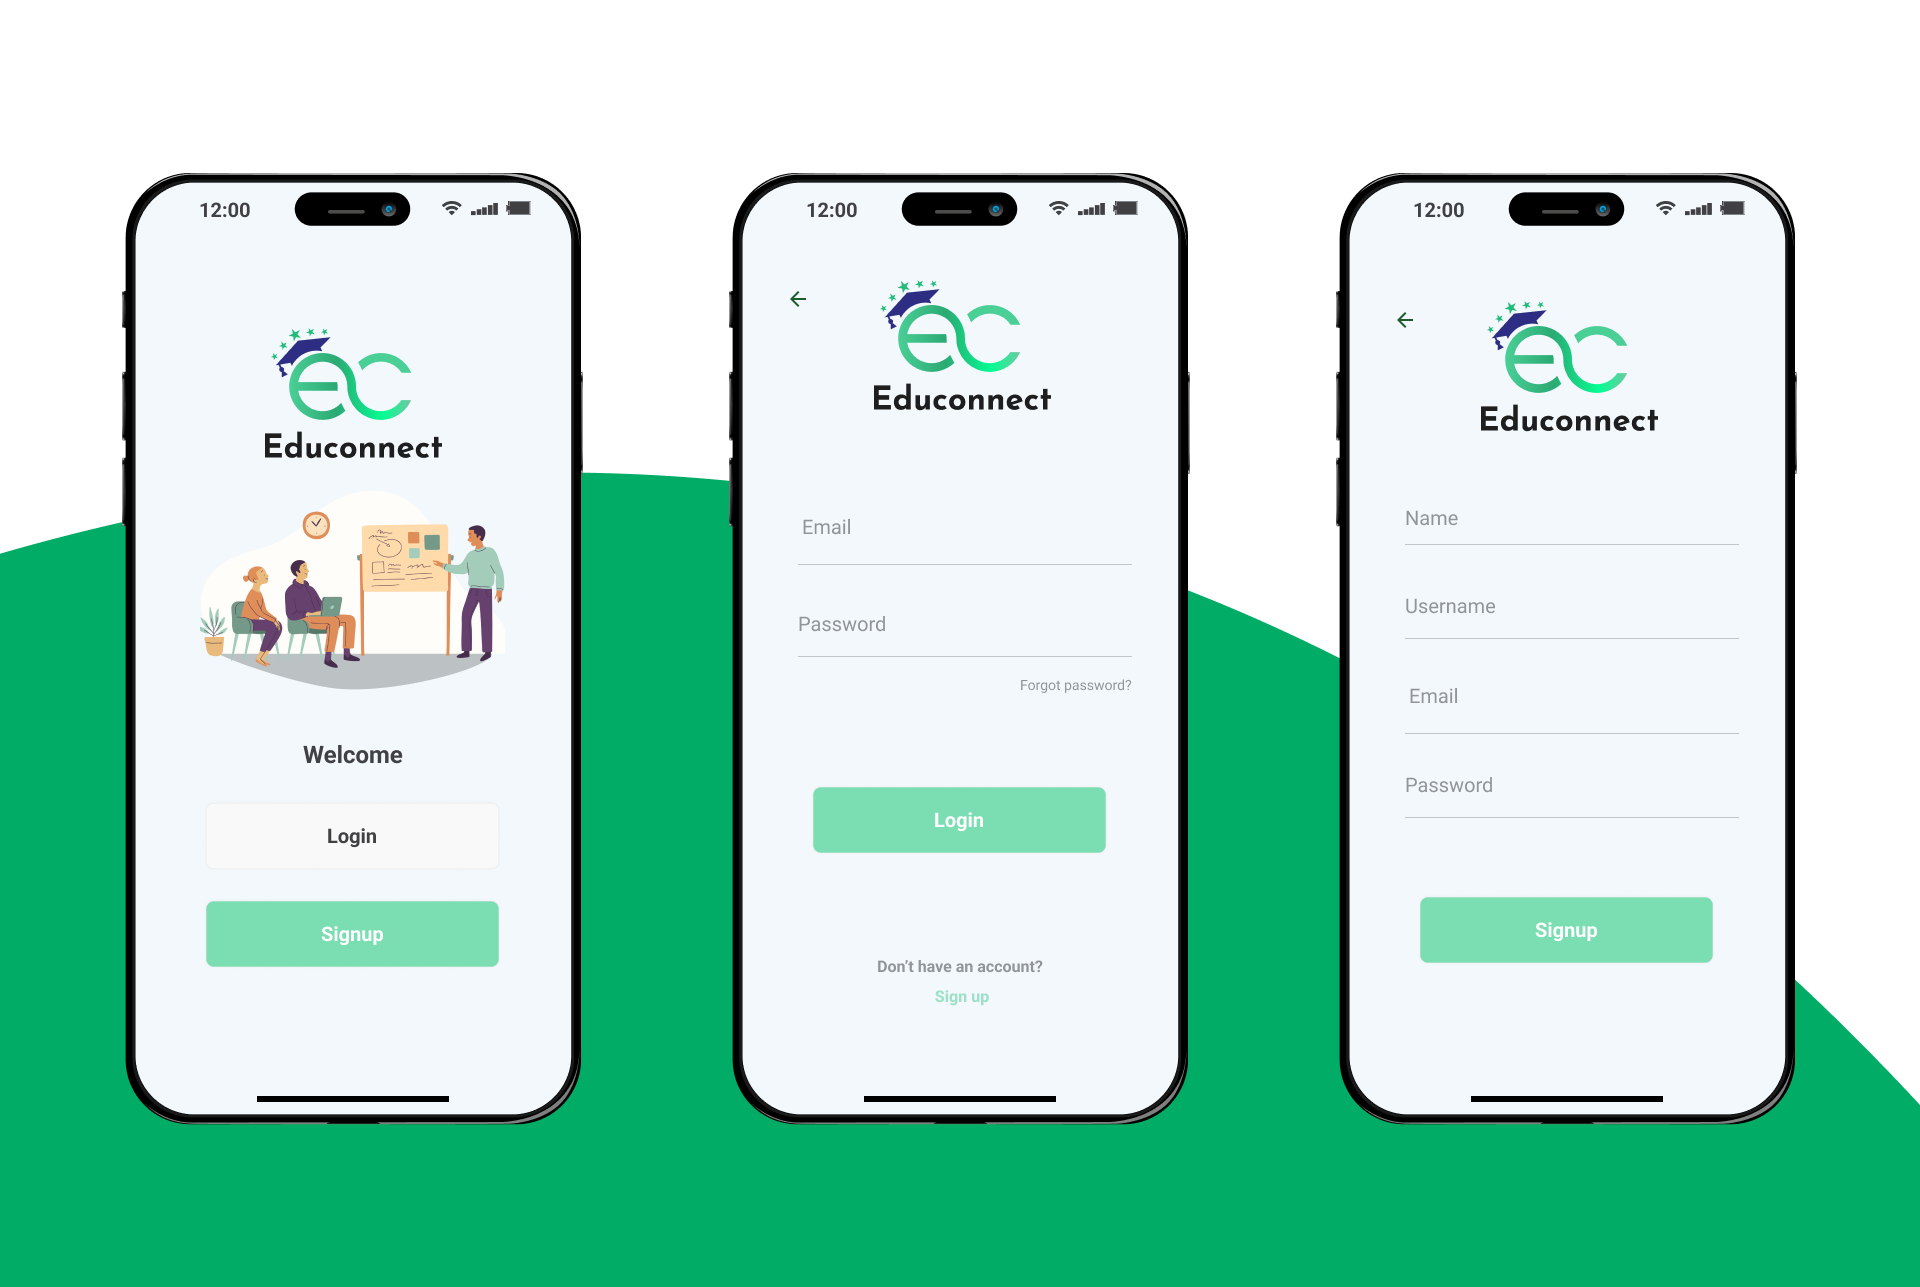 12:00
ec
Educonnect
Welcome
Login
Signup
12:00
ec
Educonnect
Email
Password
Forgot password?
Login
Don't have an account?
Sign up
12:00
ec
Educonnect
Name
Username
Email
Password
Signup